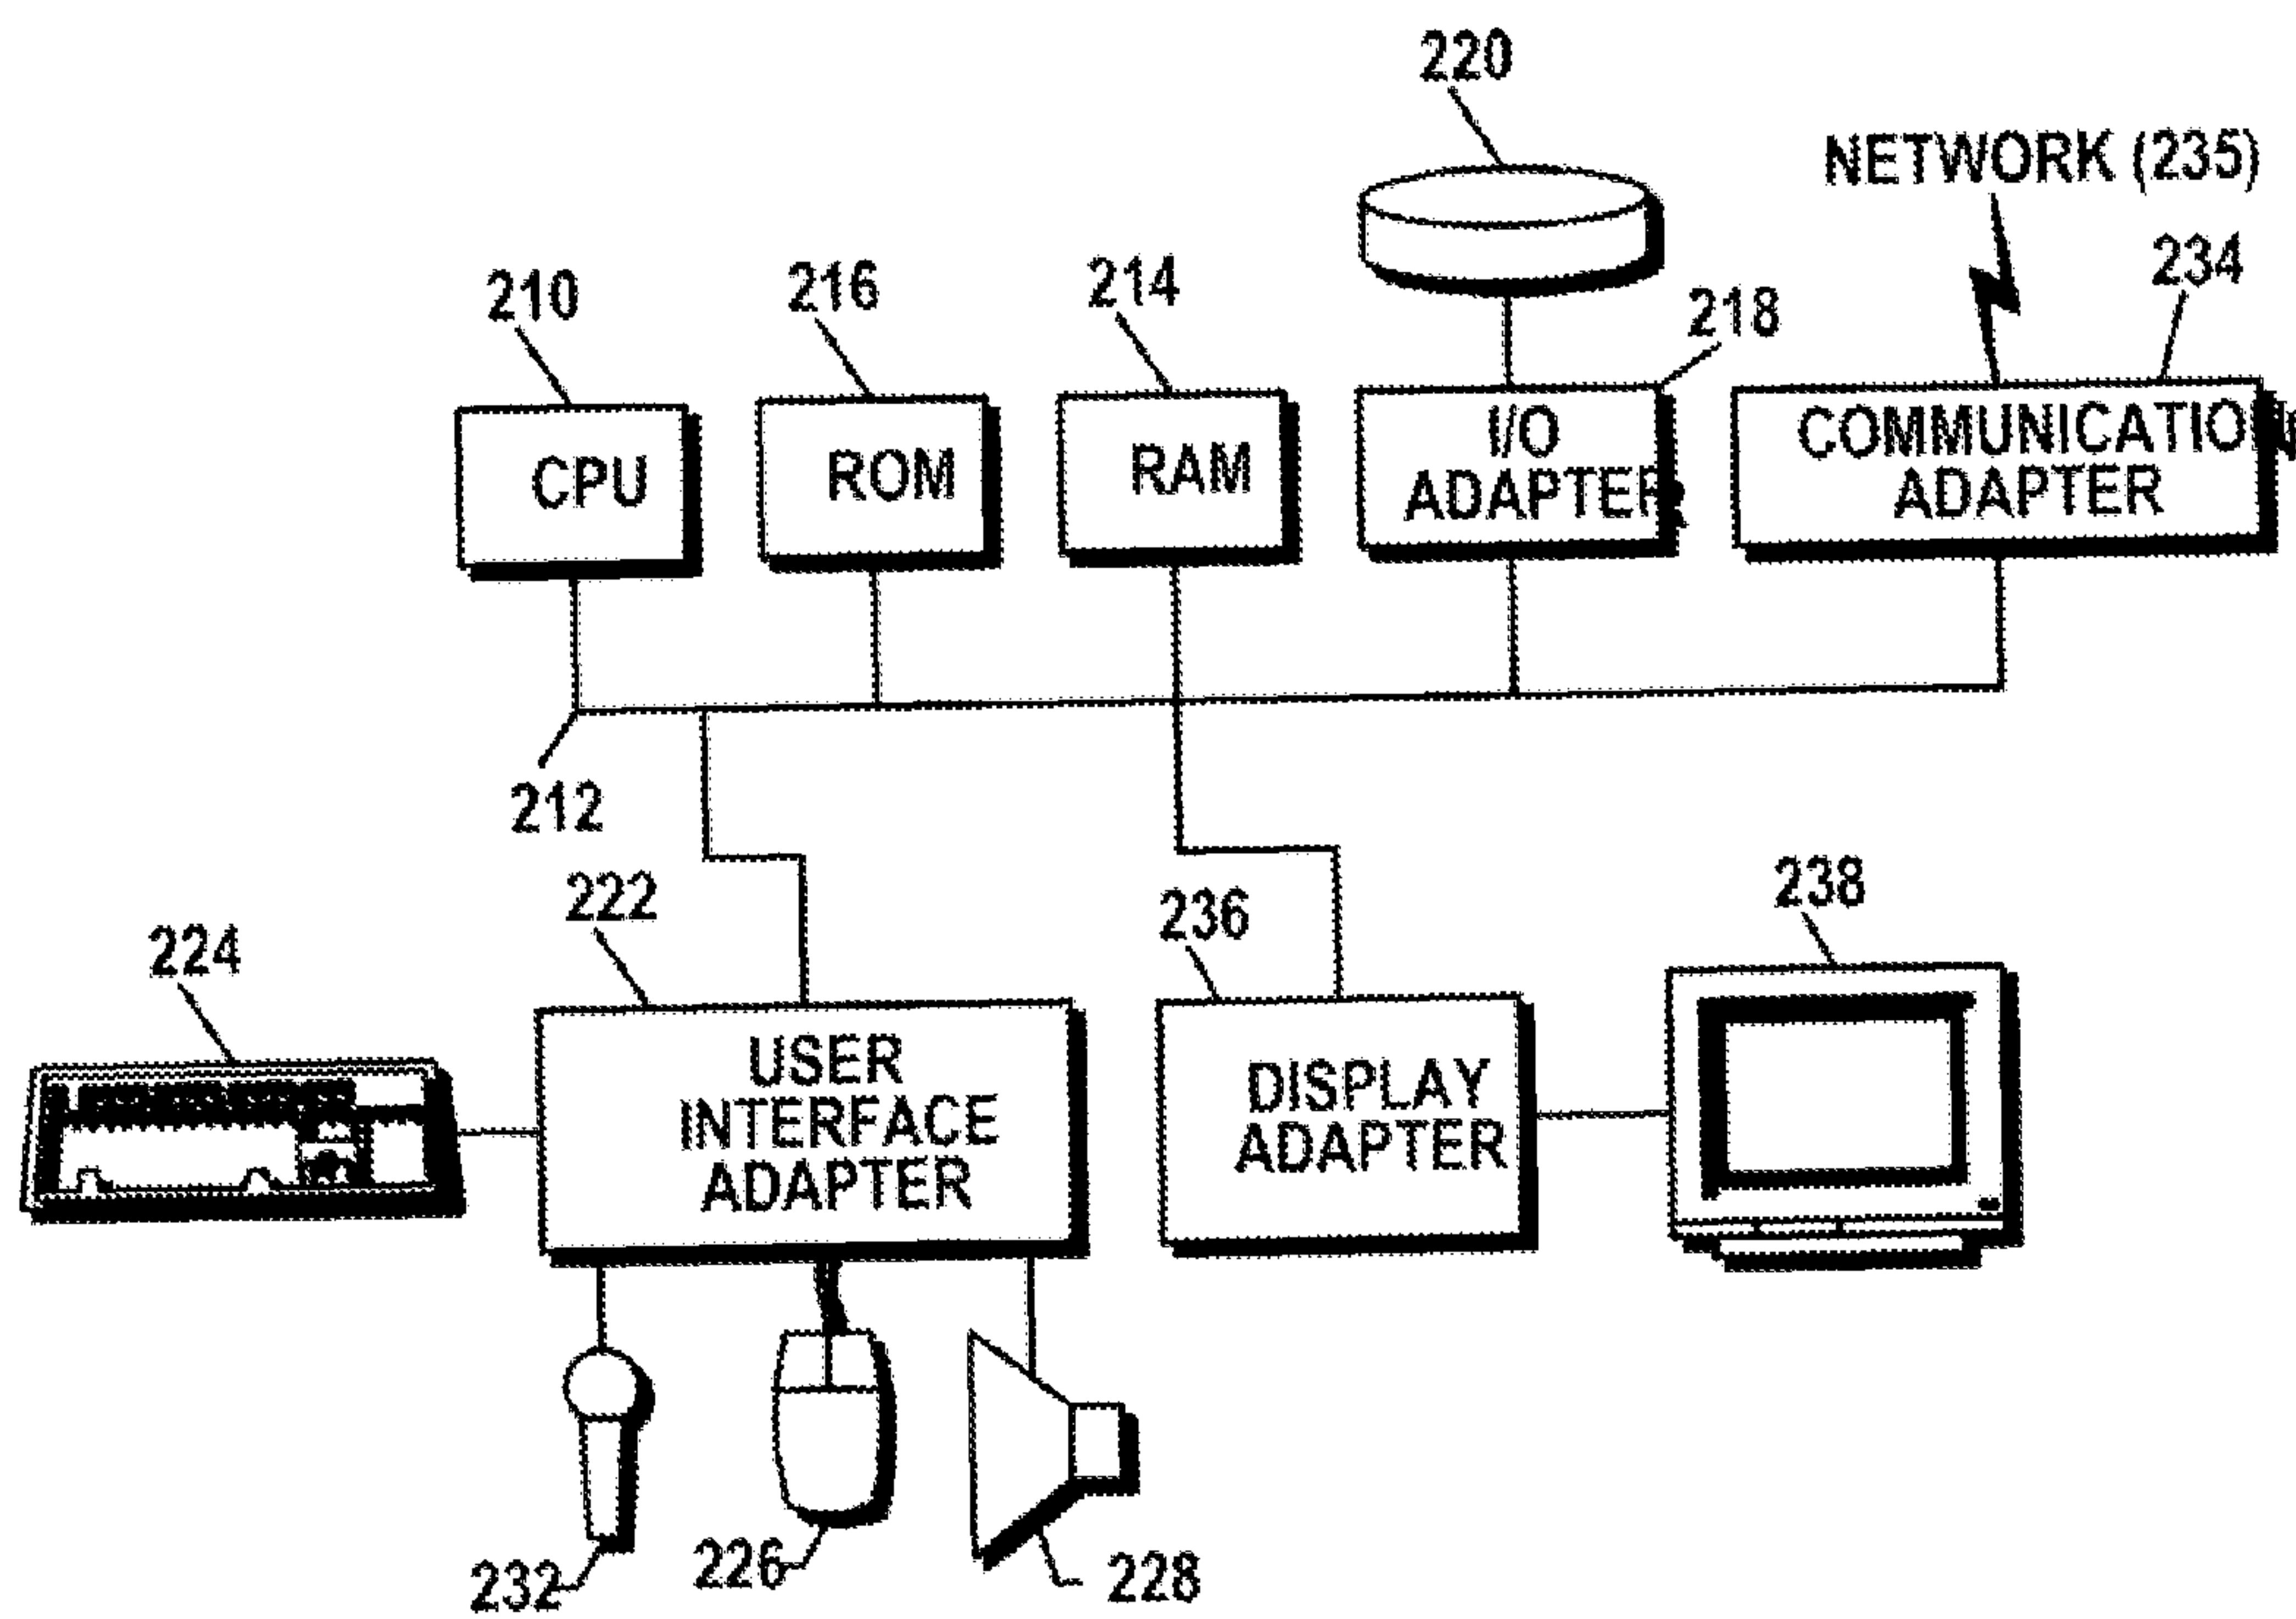 220
NETWORK (235)
234
210
216
214
218
CPU
ROM
RAM
I/O
ADAPTER
COMMUNICATION
ADAPTER
212
222
236
238
224
USER
INTERFACE
ADAPTER
DISPLAY
ADAPTER
232
226
228